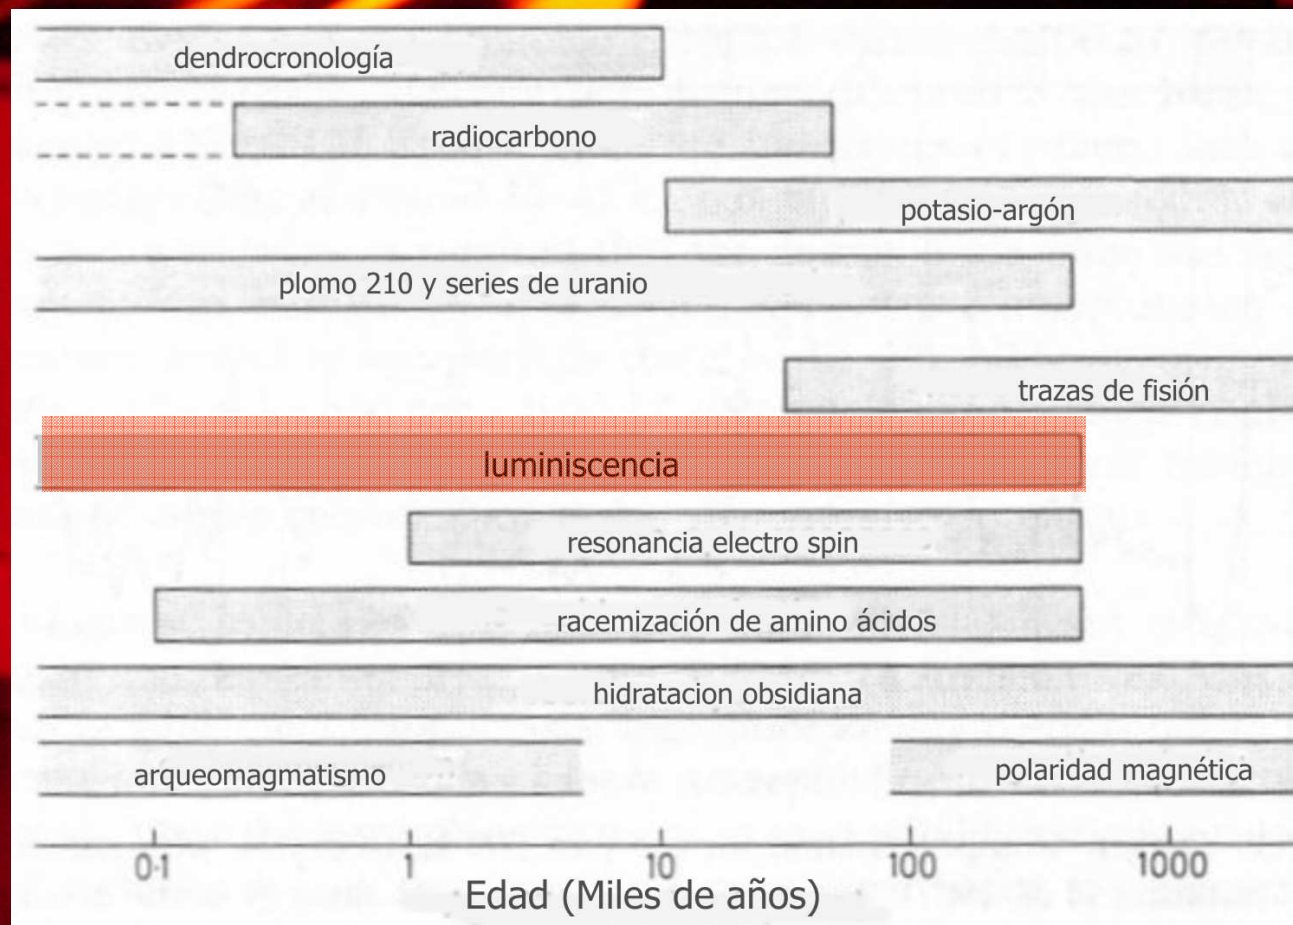 dendrocronología
radiocarbono
potasio-argón
plomo 210 y series de uranio
trazas de fisión
luminiscencia
resonancia electro spin
racemización de amino ácidos
hidratacion obsidiana
arqueomagmatismo polaridad magnética
0·1 1 10 100 1000
Edad (Miles de años)